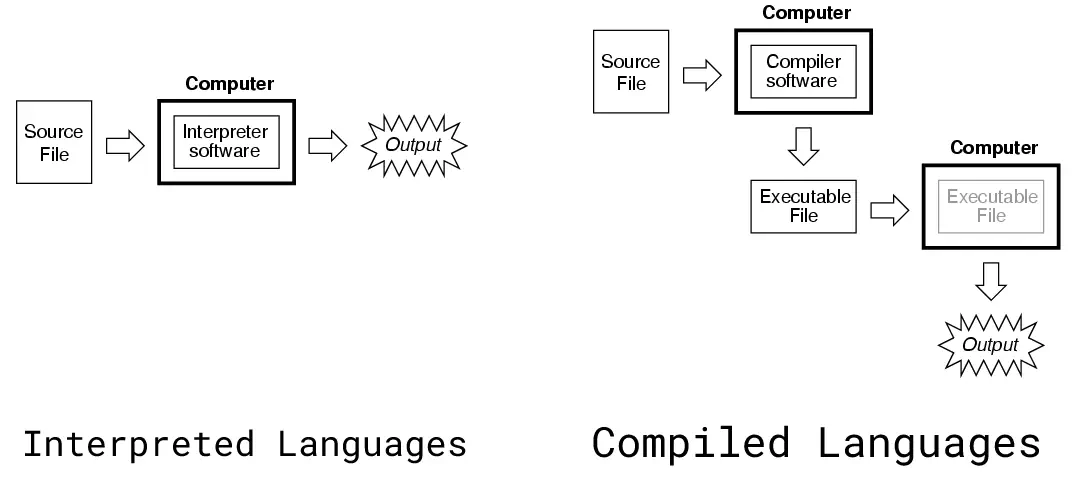 Computer
Source
File
Interpreter
software
Output
Interpreted Languages
Computer
Source
File
Compiler
software
Executable
File
Computer
Executable
File
Output
Compiled Languages